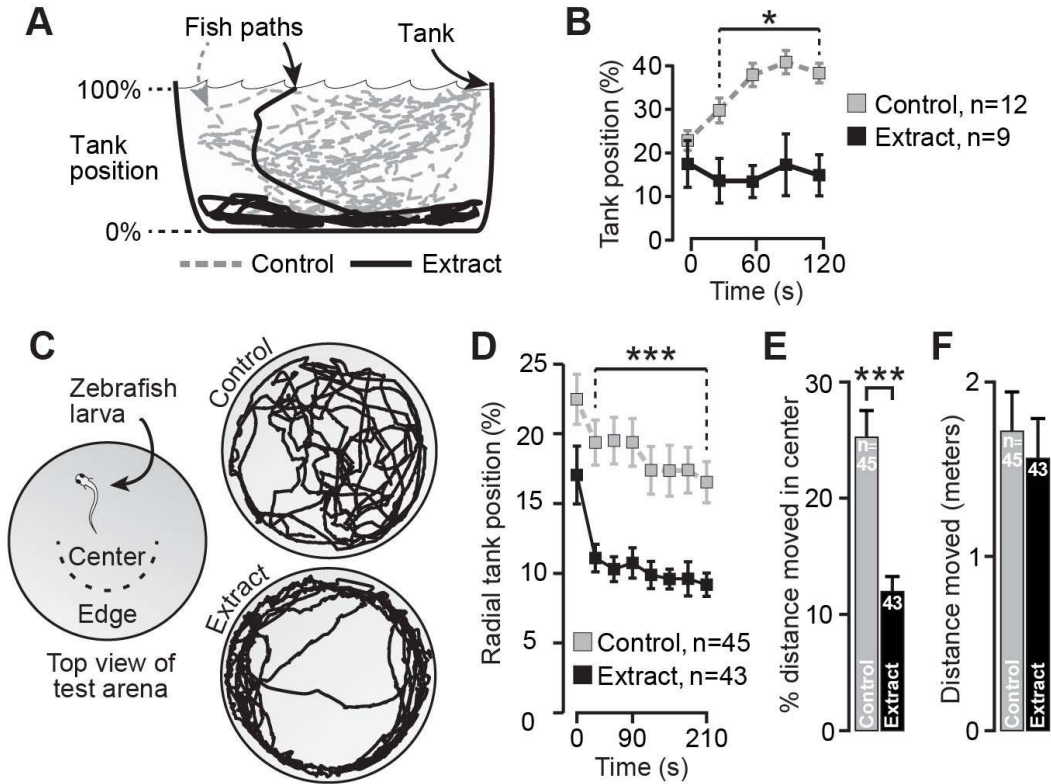 A
Fish paths
Tank
100%
Tank
position
0%
Control
Extract
B
*
Tank position (%)
40
30
20
10
0
0
60
120
Time (s)
Control, n=12
Extract, n=9
C
Zebrafish
larva
Center
Edge
Top view of
test arena
Control
Extract
D
***
Radial tank position (%)
25
20
15
10
5
0
Control, n=45
Extract, n=43
0
90
210
Time (s)
E
***
% distance moved in center
30
20
10
0
n=
45
43
Control
Extract
F
Distance moved (meters)
2
1
0
n=
45
43
Control
Extract